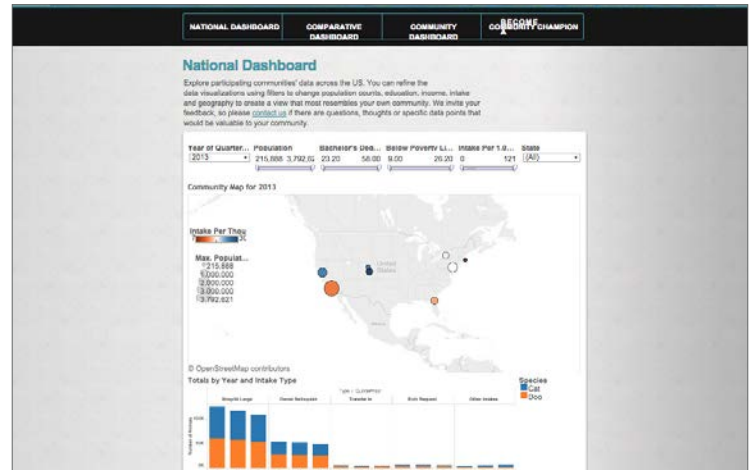 NATIONAL DASHBOARD
COMPARATIVE
DASHBOARD
COMMUNITY
DASHBOARD
BECOME
COMMUNITY CHAMPION
National Dashboard
Explore participating communities' data across the US. You can refine the
data visualizations using filters to change population counts, education, income, intake
and geography to create a view that most resembles your own community. We invite your
feedback, so please contact us if there are questions, thoughts or specific data points that
would be valuable to your community.
Year of Quarter... Population Bachelor's Deg... Below Poverty Li... Intake Per 1,0... State
2013 215,888 3,792,62 23.20 58.00 9.00 26.20 0 121 (All)
Community Map for 2013
Intake Per Thou
Max. Populat...
215,888
1,000,000
2,000,000
3,000,000
3,792,621
United
States
© OpenStreetMap contributors
Totals by Year and Intake Type
Species
Cat
Dog
Type of Quarter
Stray/At Large Owner Relinquish Transfer In Euth Request Other Intakes
Number of Animals